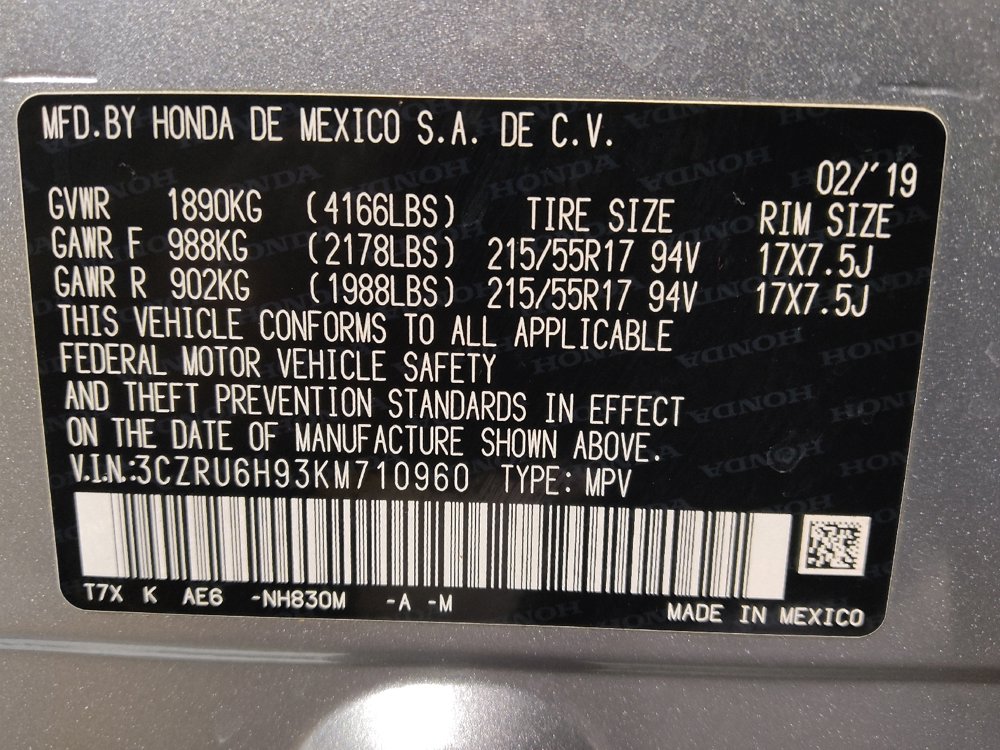 MFD.BY HONDA DE MEXICO S.A. DE C.V.
02/'19
GVWR 1890KG (4166LBS) TIRE SIZE RIM SIZE
GAWR F 988KG (2178LBS) 215/55R17 94V 17X7.5J
GAWR R 902KG (1988LBS) 215/55R17 94V 17X7.5J
THIS VEHICLE CONFORMS TO ALL APPLICABLE
FEDERAL MOTOR VEHICLE SAFETY
AND THEFT PREVENTION STANDARDS IN EFFECT
ON THE DATE OF MANUFACTURE SHOWN ABOVE.
V.I.N.:3CZRU6H93KM710960 TYPE: MPV
T7X K AE6 -NH830M -A -M
MADE IN MEXICO